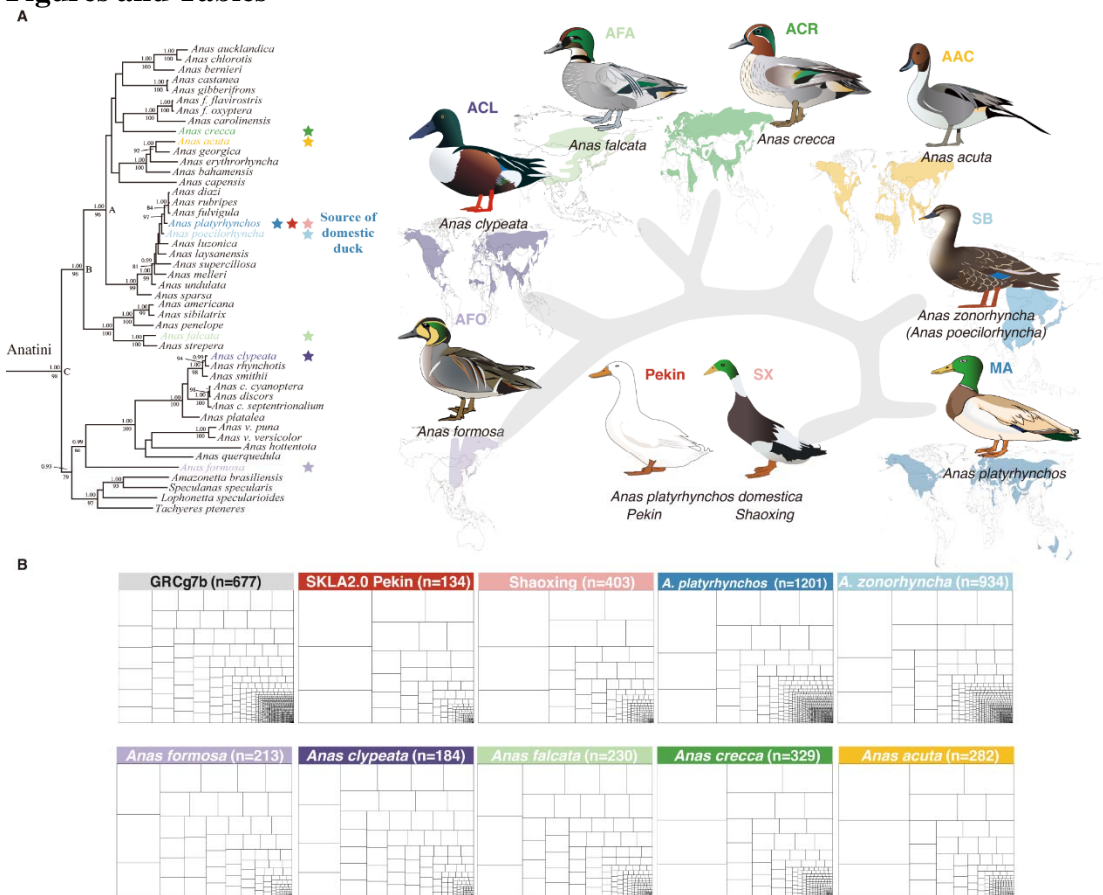 Figures and Tables
A
Anas aucklandica
Anas chlorotis
Anas bernieri
Anas castanea
Anas gibberifrons
Anas f. flavirostris
Anas f. oxyptera
Anas carolinensis
Anas crecca
Anas acuta
Anas georgica
Anas erythrorhyncha
Anas bahamensis
Anas capensis
Anas diazi
Anas rubripes
Anas fulvigula
Anas platyrhynchos
Anas poecilorhyncha
Anas luzonica
Anas laysanensis
Anas superciliosa
Anas melleri
Anas undulata
Anas sparsa
Anas americana
Anas sibilatrix
Anas penelope
Anas falcata
Anas strepera
Anas clypeata
Anas rhynchotis
Anas smithii
Anas c. cyanoptera
Anas discors
Anas c. septentrionalium
Anas platalea
Anas v. puna
Anas v. versicolor
Anas hottentota
Anas querquedula
Anas formosa
Amazonetta brasiliensis
Speculanas specularis
Lophonetta specularioides
Tachyeres pteneres
Anatini
A
B
C
Source of
domestic
duck
AFA
Anas falcata
ACR
Anas crecca
AAC
Anas acuta
ACL
Anas clypeata
SB
Anas zonorhyncha
(Anas poecilorhyncha)
AFO
Anas formosa
Pekin
SX
Anas platyrhynchos domestica
Pekin Shaoxing
MA
Anas platyrhynchos
B
GRCg7b (n=677)
SKLA2.0 Pekin (n=134)
Shaoxing (n=403)
A. platyrhynchos (n=1201)
A. zonorhyncha (n=934)
Anas formosa (n=213)
Anas clypeata (n=184)
Anas falcata (n=230)
Anas crecca (n=329)
Anas acuta (n=282)